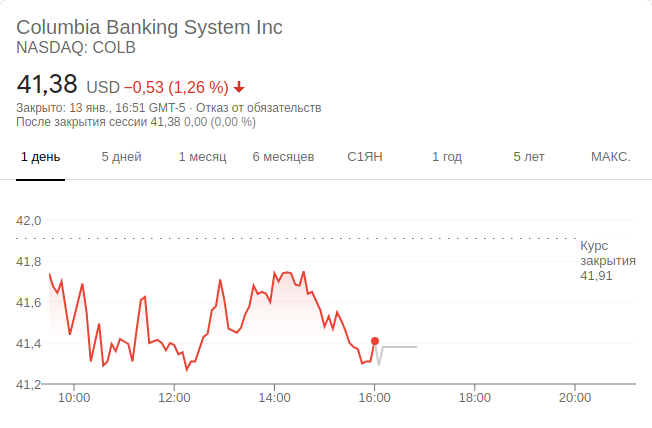 Columbia Banking System Inc
NASDAQ: COLB
41,38 USD −0,53 (1,26 %)
Закрыто: 13 янв., 16:51 GMT-5 · Отказ от обязательств
После закрытия сессии 41,38 0,00 (0,00 %)
1 день 5 дней 1 месяц 6 месяцев С1ЯН 1 год 5 лет МАКС.
42,0
Курс
закрытия
41,91
41,8
41,6
41,4
41,2
10:00 12:00 14:00 16:00 18:00 20:00